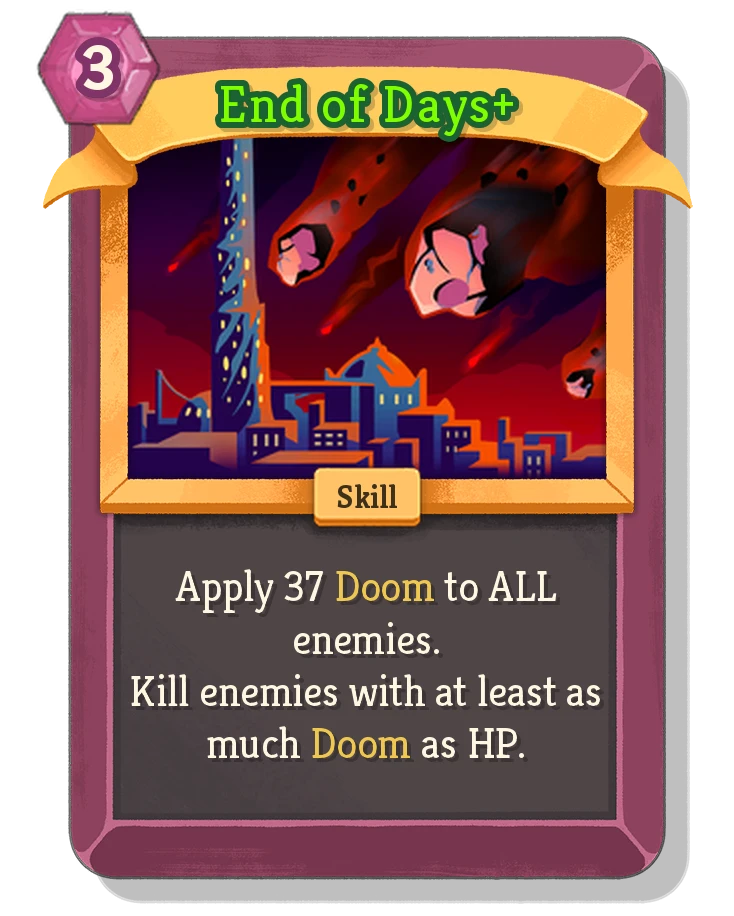 3
End of Days+
Skill
Apply 37 Doom to ALL
enemies.
Kill enemies with at least as
much Doom as HP.